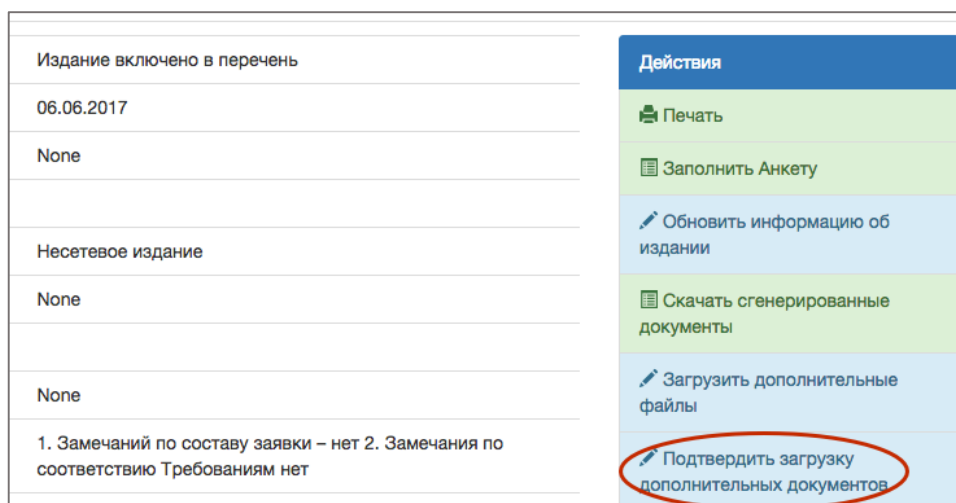 Издание включено в перечень
06.06.2017
None
Несетевое издание
None
None
1. Замечаний по составу заявки – нет 2. Замечания по
соответствию Требованиям нет
Действия
Печать
Заполнить Анкету
Обновить информацию об
издании
Скачать сгенерированные
документы
Загрузить дополнительные
файлы
Подтвердить загрузку
дополнительных документов